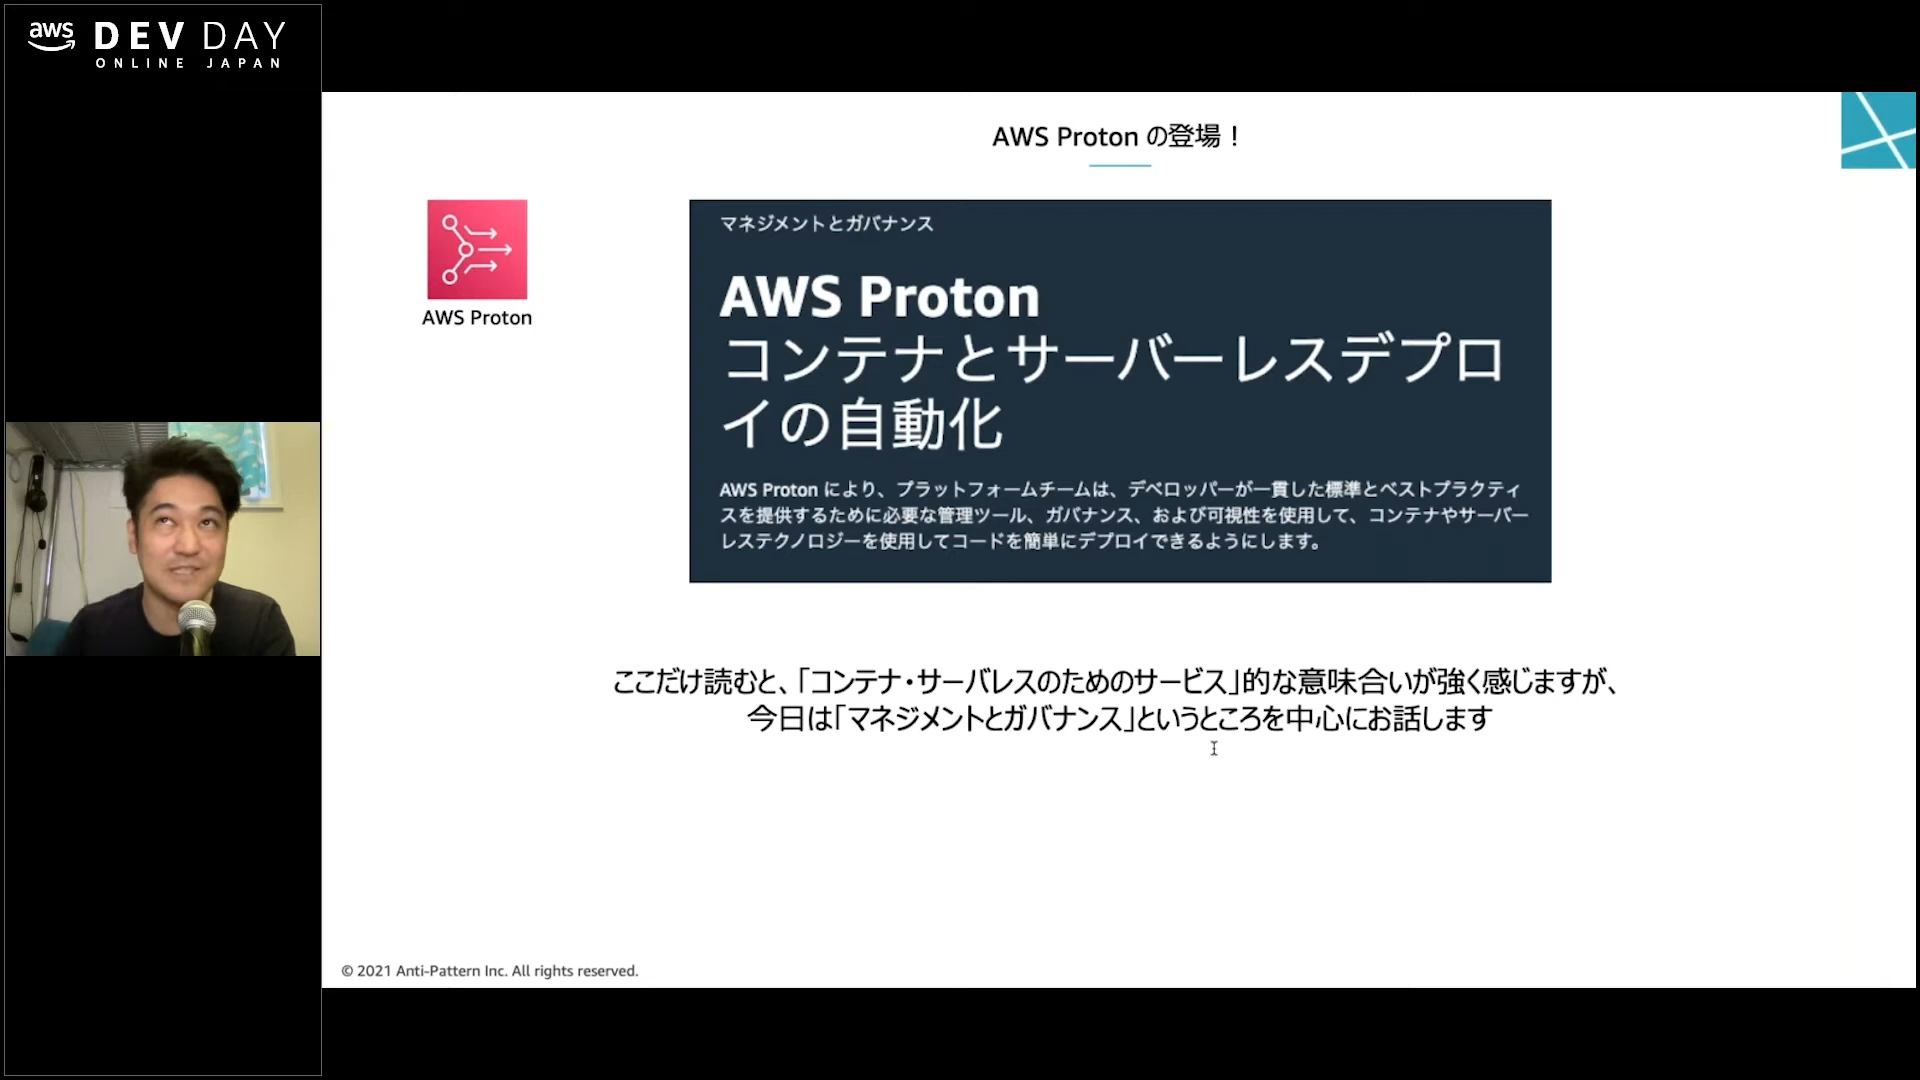 aws DEV DAY
ONLINE JAPAN
AWS Proton の登場！
AWS Proton
マネジメントとガバナンス
AWS Proton
コンテナとサーバーレスデプロ
イの自動化
AWS Proton により、プラットフォームチームは、デベロッパーが一貫した標準とベストプラクティ
スを提供するために必要な管理ツール、ガバナンス、および可視性を使用して、コンテナやサーバー
レステクノロジーを使用してコードを簡単にデプロイできるようにします。
ここだけ読むと、「コンテナ・サーバレスのためのサービス」的な意味合いが強く感じますが、
今日は「マネジメントとガバナンス」というところを中心にお話します
© 2021 Anti-Pattern Inc. All rights reserved.